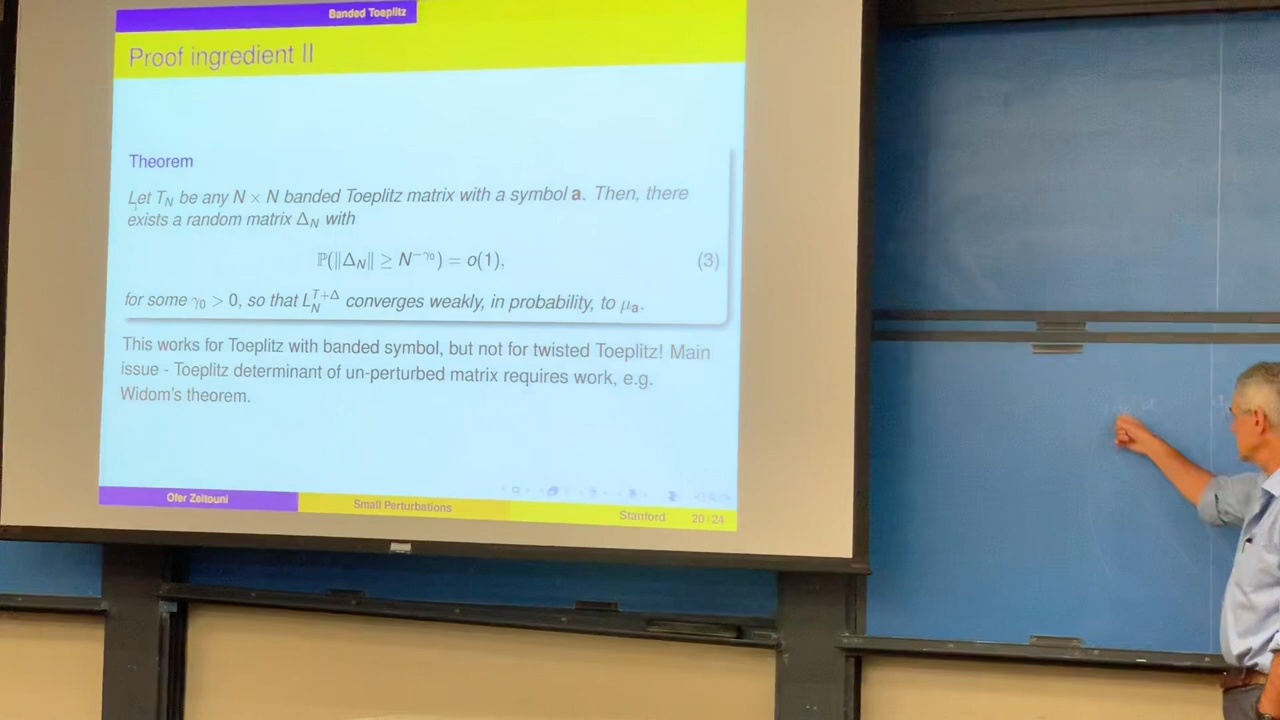 Banded Toeplitz
Proof ingredient II
Theorem
Let T_N be any N × N banded Toeplitz matrix with a symbol a. Then, there
exists a random matrix Δ_N with
ℙ(‖Δ_N‖ ≥ N^{−γ₀}) = o(1), (3)
for some γ₀ > 0, so that L_N^{T+Δ} converges weakly, in probability, to μ_a.
This works for Toeplitz with banded symbol, but not for twisted Toeplitz! Main
issue - Toeplitz determinant of un-perturbed matrix requires work, e.g.
Widom's theorem.
Ofer Zeitouni Small Perturbations Stanford 20 / 24